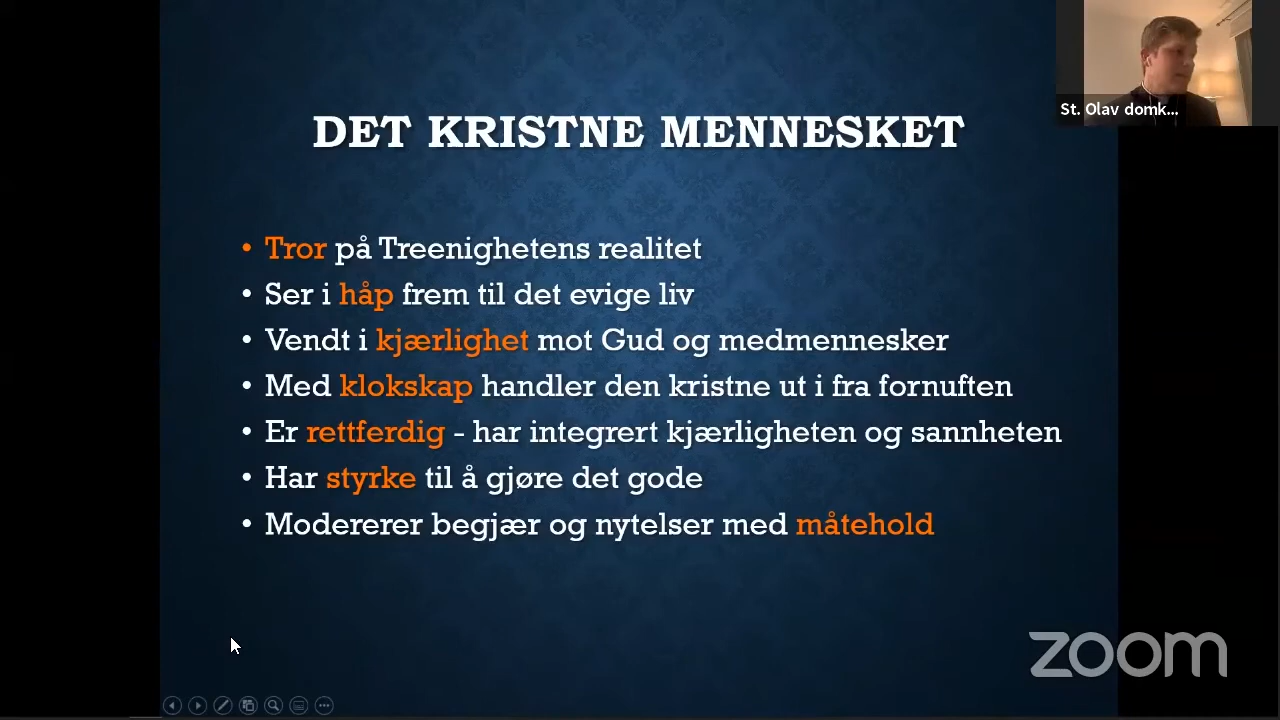 DET KRISTNE MENNESKET
St. Olav domk...
• Tror på Treenighetens realitet
• Ser i håp frem til det evige liv
• Vendt i kjærlighet mot Gud og medmennesker
• Med klokskap handler den kristne ut i fra fornuften
• Er rettferdig - har integrert kjærligheten og sannheten
• Har styrke til å gjøre det gode
• Modererer begjær og nytelser med måtehold
zoom